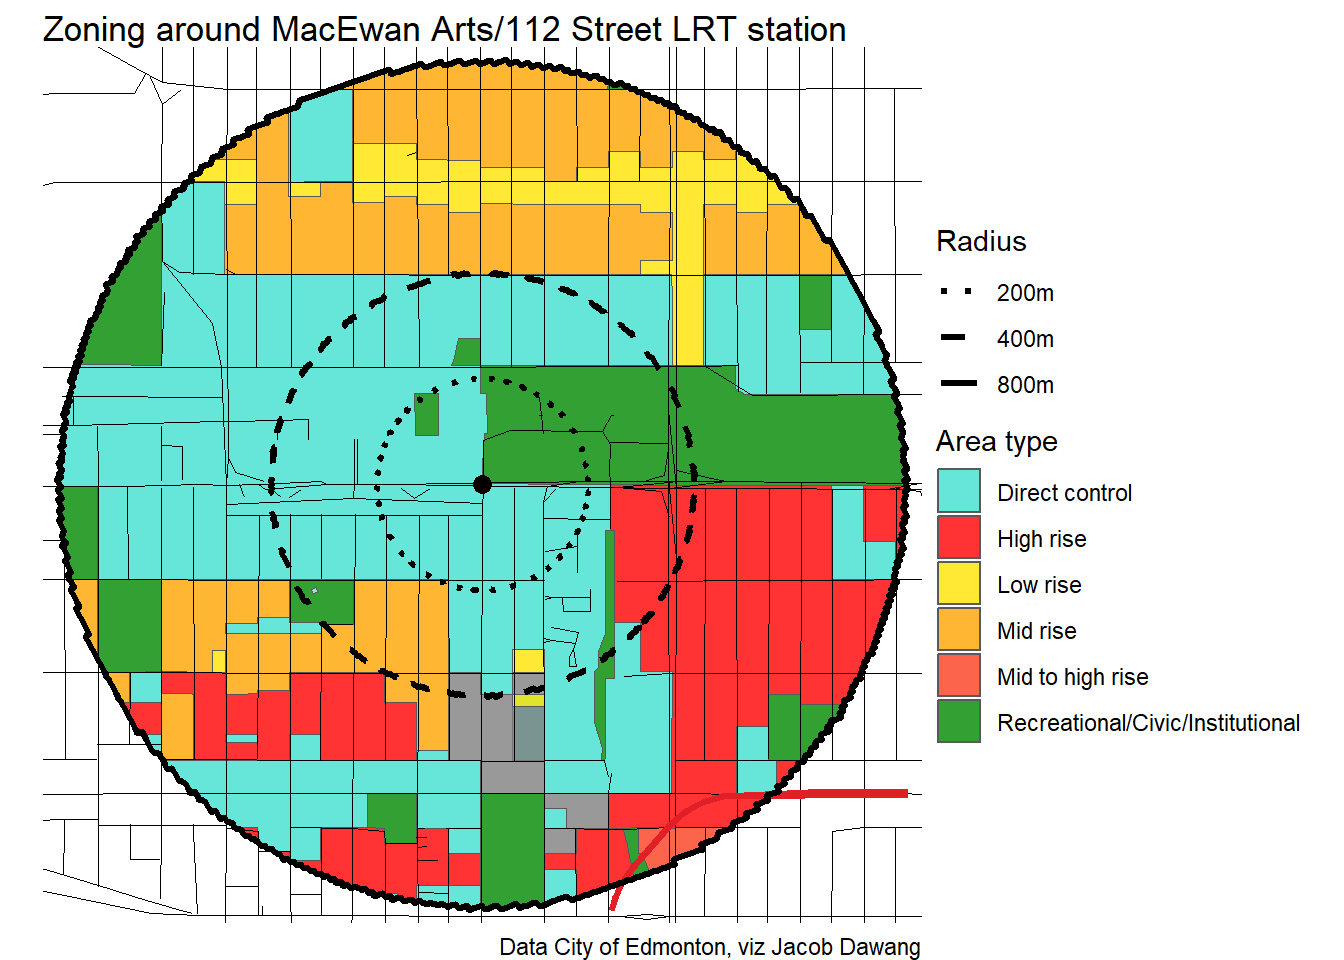 Zoning around MacEwan Arts/112 Street LRT station
Radius
200m
400m
800m
Area type
Direct control
High rise
Low rise
Mid rise
Mid to high rise
Recreational/Civic/Institutional
Data City of Edmonton, viz Jacob Dawang